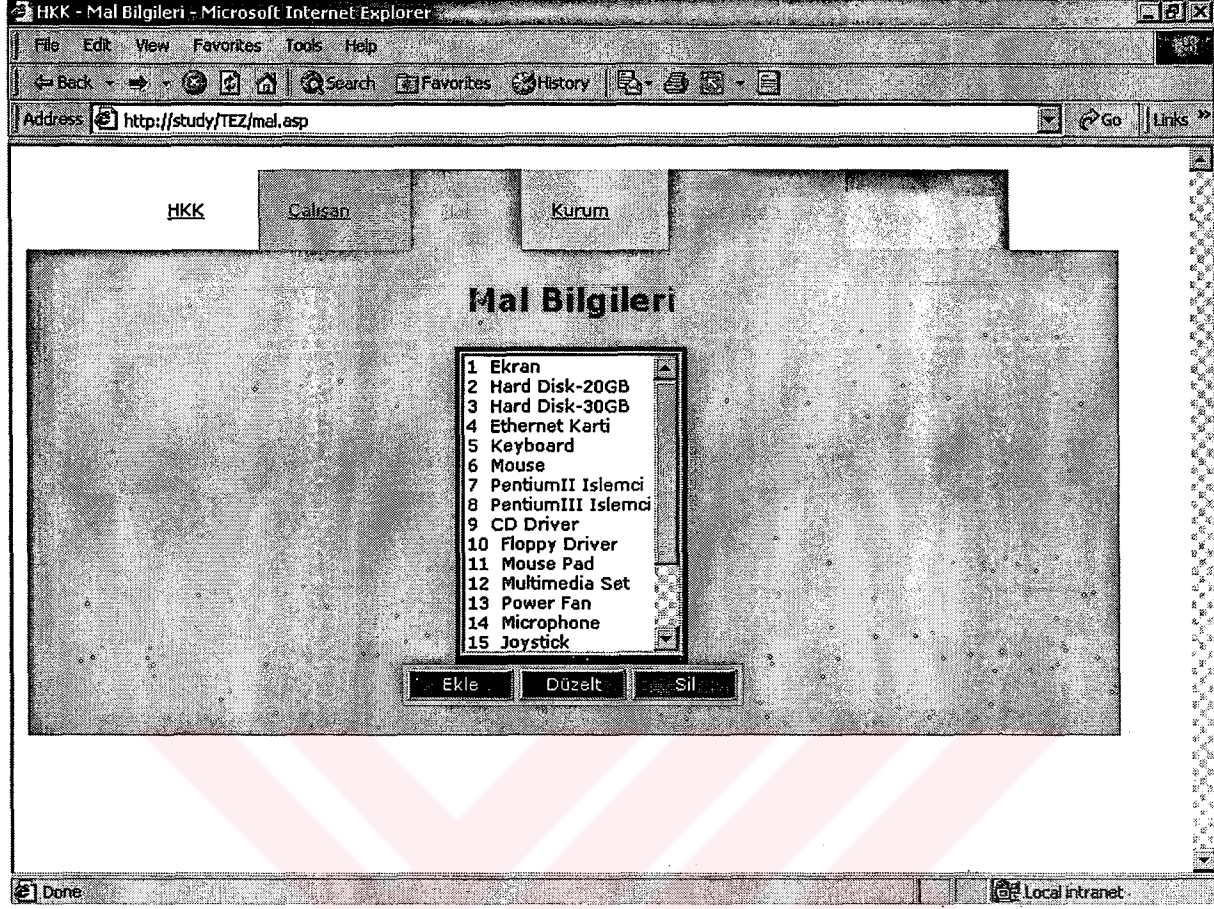 HKK - Mal Bilgileri - Microsoft Internet Explorer
File Edit View Favorites Tools Help
Back Search Favorites History
Address http://study/TEZ/mal.asp Go Links »
HKK Calısan Mal Kurum
Mal Bilgileri
1 Ekran
2 Hard Disk-20GB
3 Hard Disk-30GB
4 Ethernet Karti
5 Keyboard
6 Mouse
7 PentiumII Islemci
8 PentiumIII Islemci
9 CD Driver
10 Floppy Driver
11 Mouse Pad
12 Multimedia Set
13 Power Fan
14 Microphone
15 Joystick
Ekle Düzelt Sil
Done Local intranet